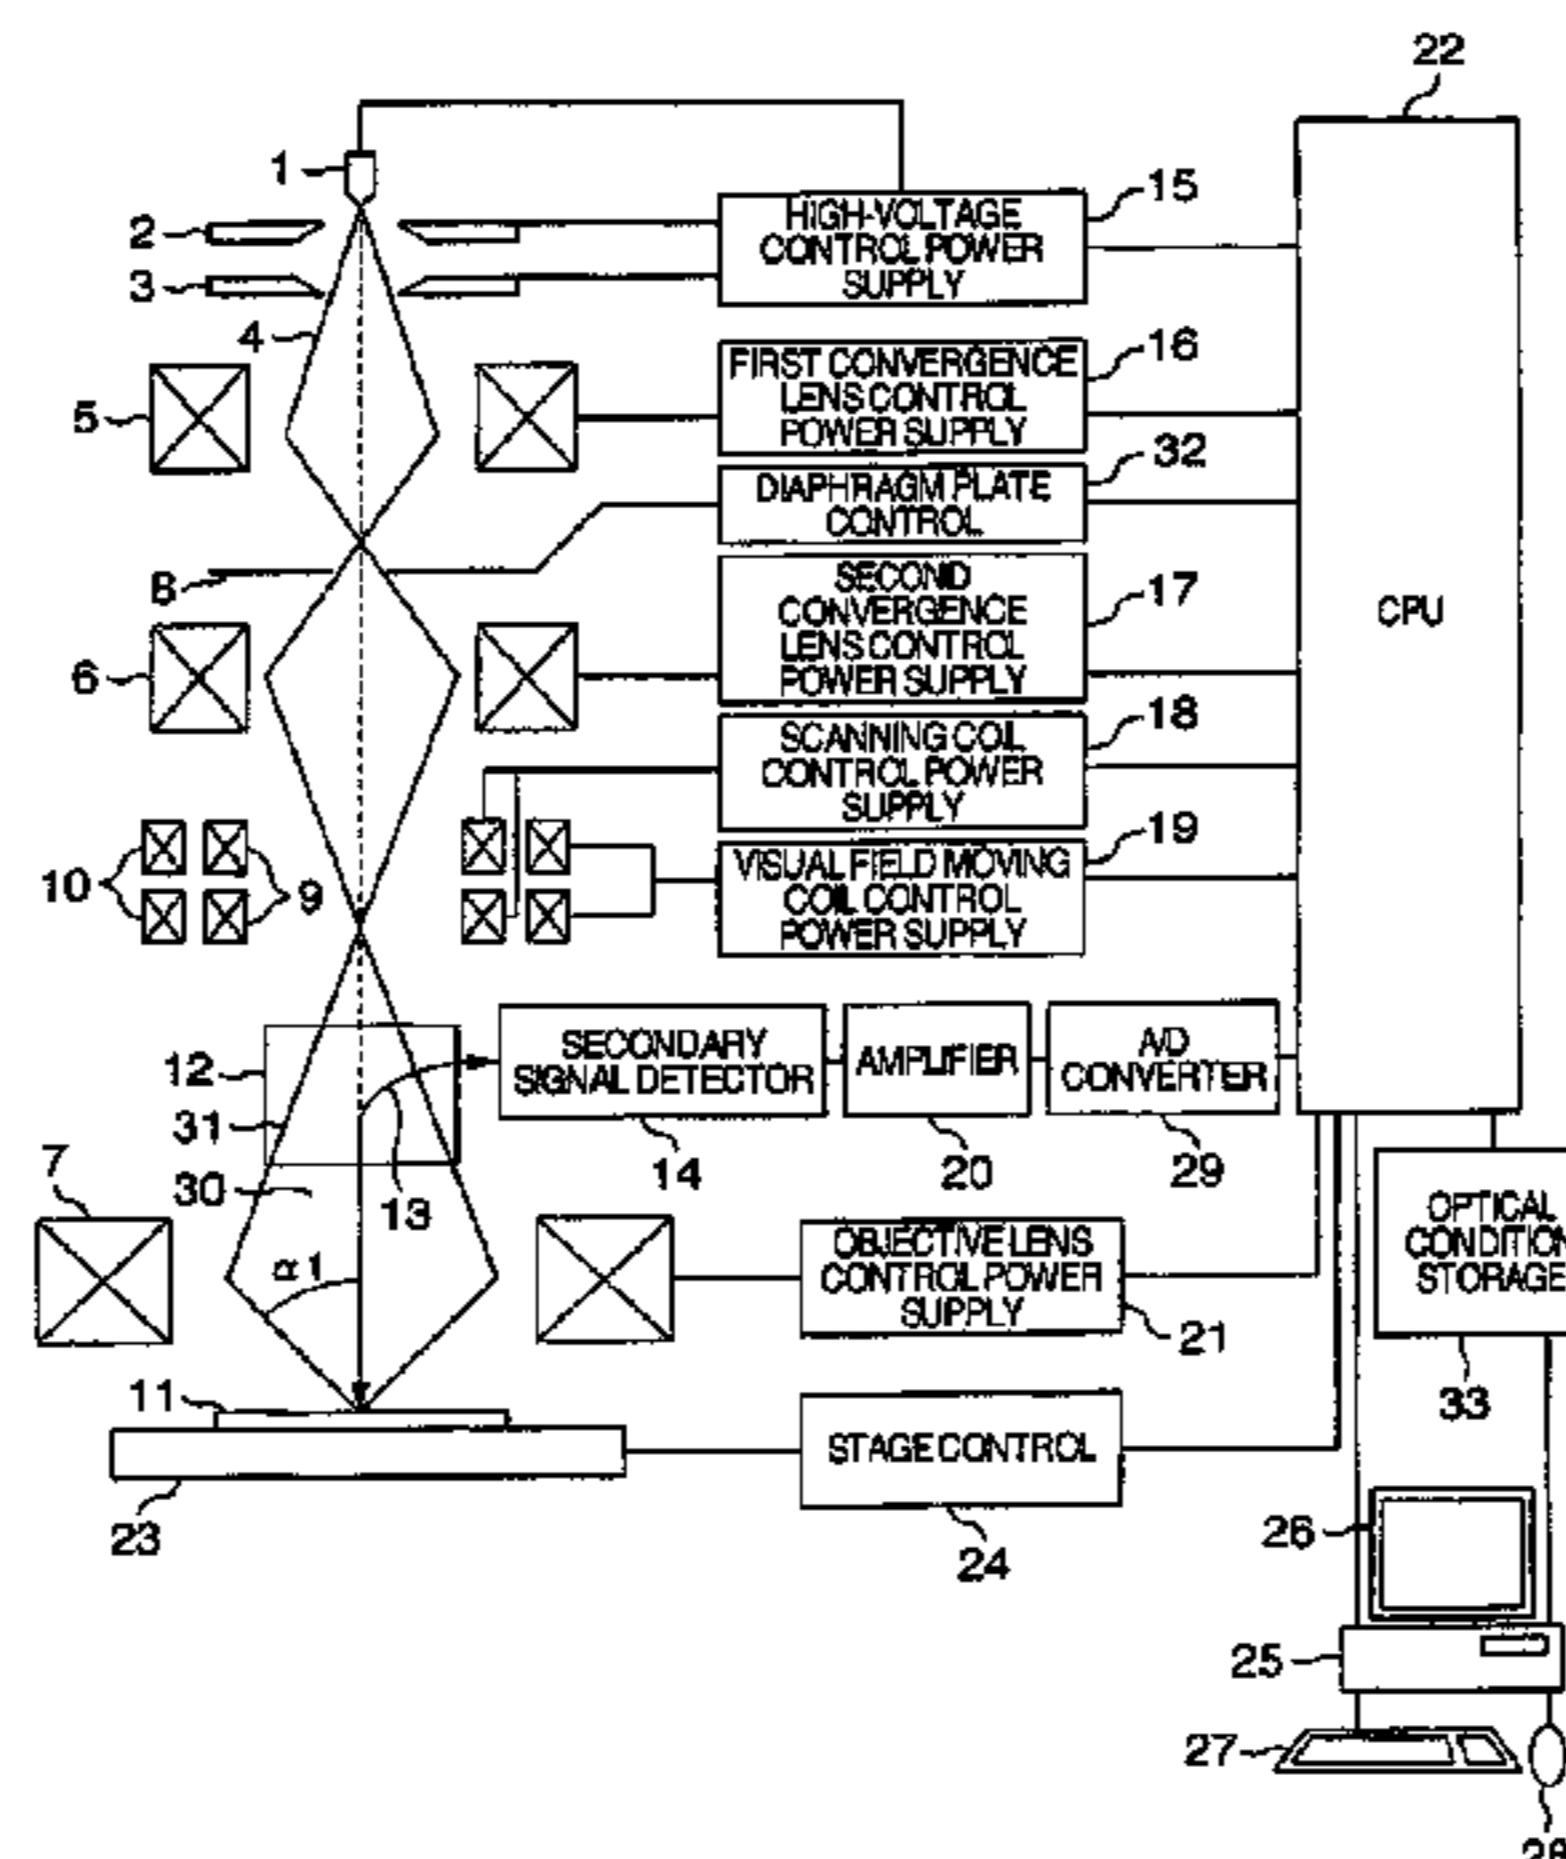 22
1
15
HIGH-VOLTAGE
CONTROL POWER
SUPPLY
2
3
4
16
FIRST CONVERGENCE
LENS CONTROL
POWER SUPPLY
5
32
DIAPHRAGM PLATE
CONTROL
8
SECOND
CONVERGENCE
LENS CONTROL
POWER SUPPLY
17
CPU
6
18
SCANNING COIL
CONTROL POWER
SUPPLY
19
VISUAL FIELD MOVING
COIL CONTROL
POWER SUPPLY
10
9
12
SECONDARY
SIGNAL DETECTOR
AMPLIFIER
A/D
CONVERTER
31
14
20
29
7
30
13
OPTICAL
CONDITION
STORAGE
α1
OBJECTIVE LENS
CONTROL POWER
SUPPLY
21
33
11
STAGE CONTROL
23
24
26
25
27
28